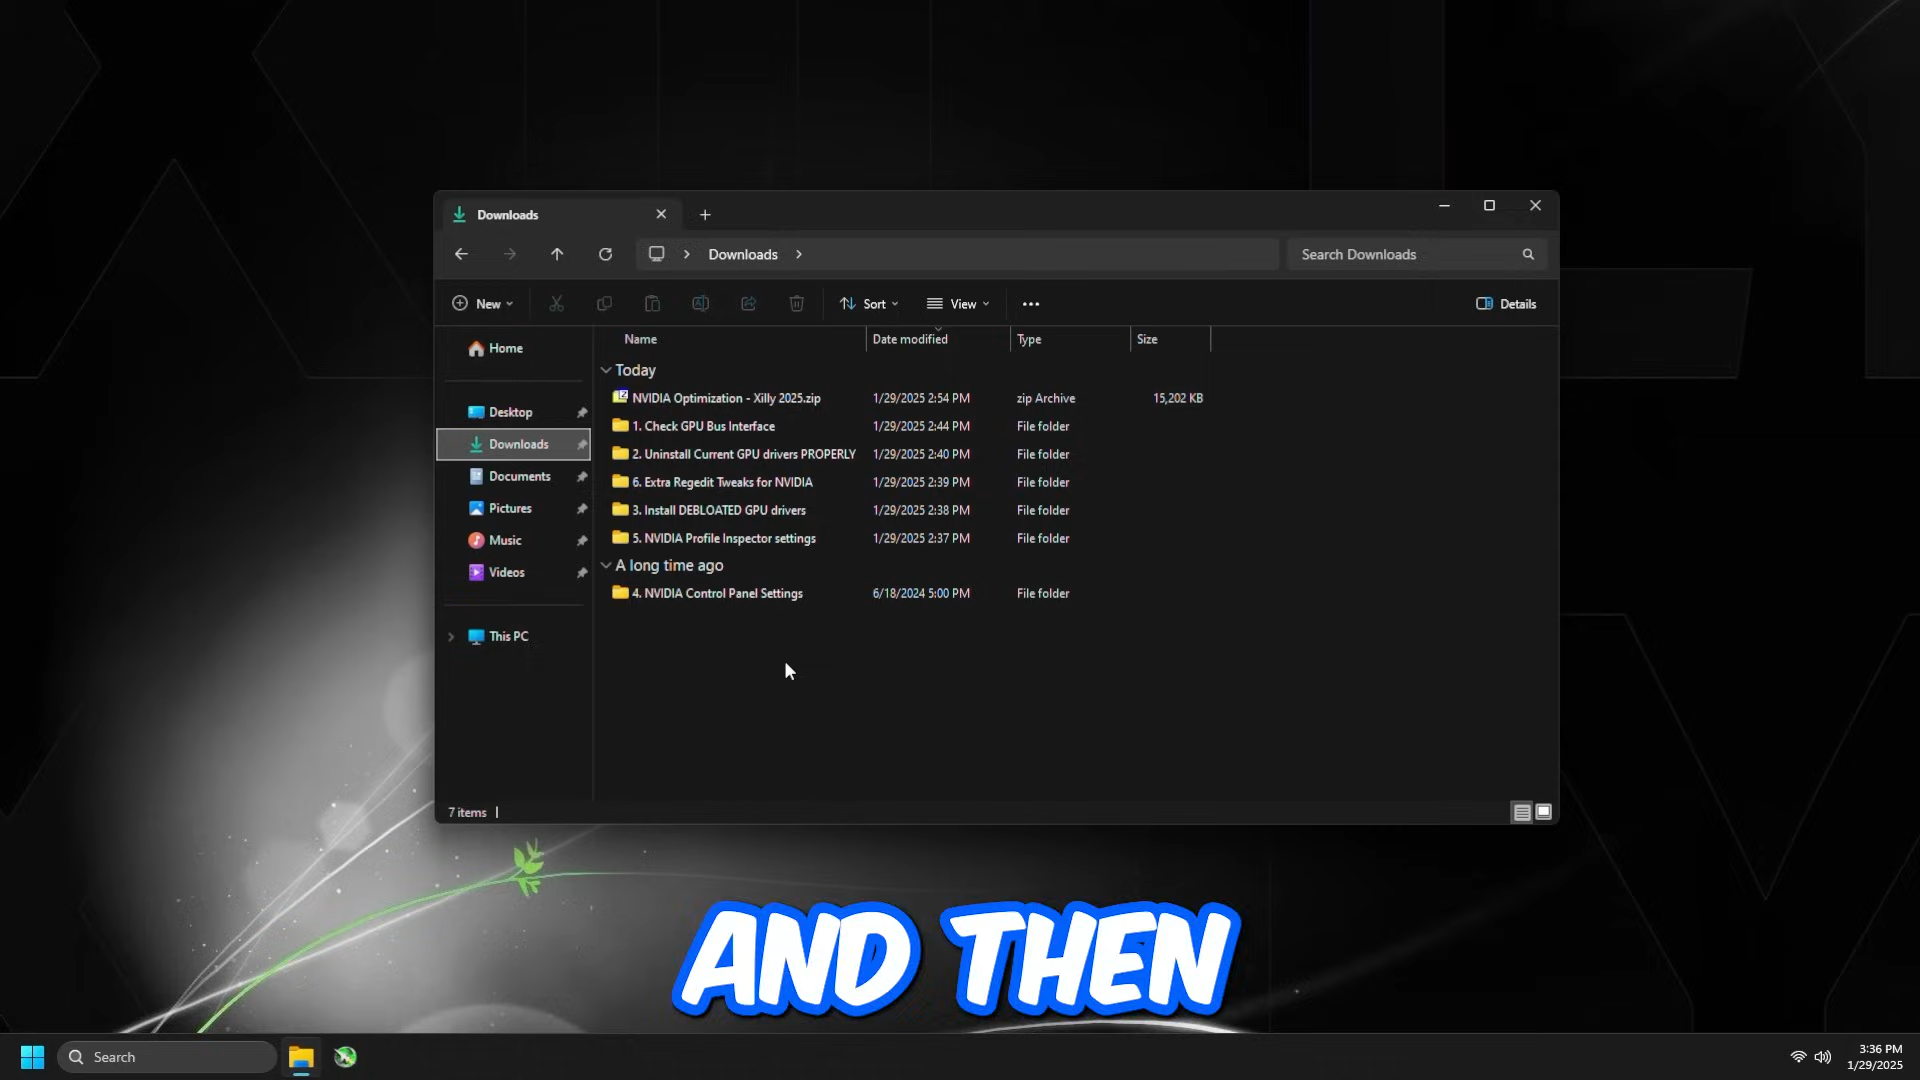 Downloads
Downloads
Search Downloads
New
Sort
View
Details
Name Date modified Type Size
Home
Desktop
Downloads
Documents
Pictures
Music
Videos
This PC
Today
NVIDIA Optimization - Xilly 2025.zip 1/29/2025 2:54 PM zip Archive 15,202 KB
1. Check GPU Bus Interface 1/29/2025 2:44 PM File folder
2. Uninstall Current GPU drivers PROPERLY 1/29/2025 2:40 PM File folder
6. Extra Regedit Tweaks for NVIDIA 1/29/2025 2:39 PM File folder
3. Install DEBLOATED GPU drivers 1/29/2025 2:38 PM File folder
5. NVIDIA Profile Inspector settings 1/29/2025 2:37 PM File folder
A long time ago
4. NVIDIA Control Panel Settings 6/18/2024 5:00 PM File folder
7 items
AND THEN
Search
3:36 PM
1/29/2025